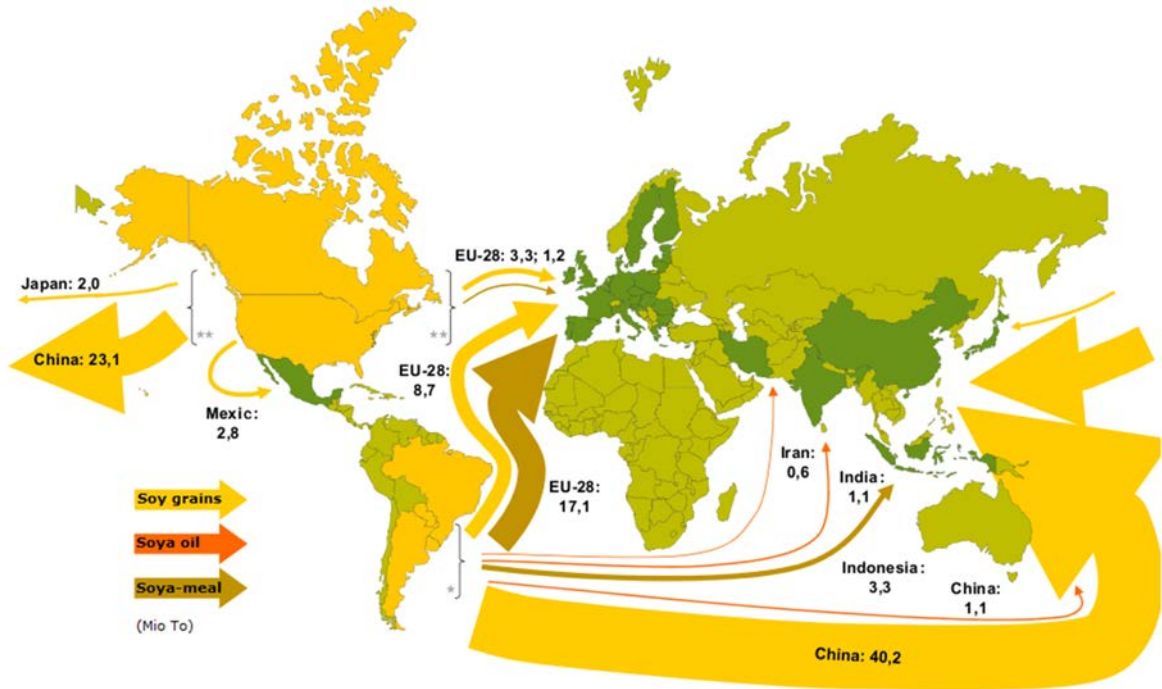 EU-28: 3,3; 1,2
Japan: 2,0
**
**
China: 23,1
EU-28:
8,7
Mexic:
2,8
Iran:
0,6
India:
1,1
EU-28:
17,1
Soy grains
Soya oil
Soya-meal
(Mio To)
*
Indonesia:
3,3
China:
1,1
China: 40,2